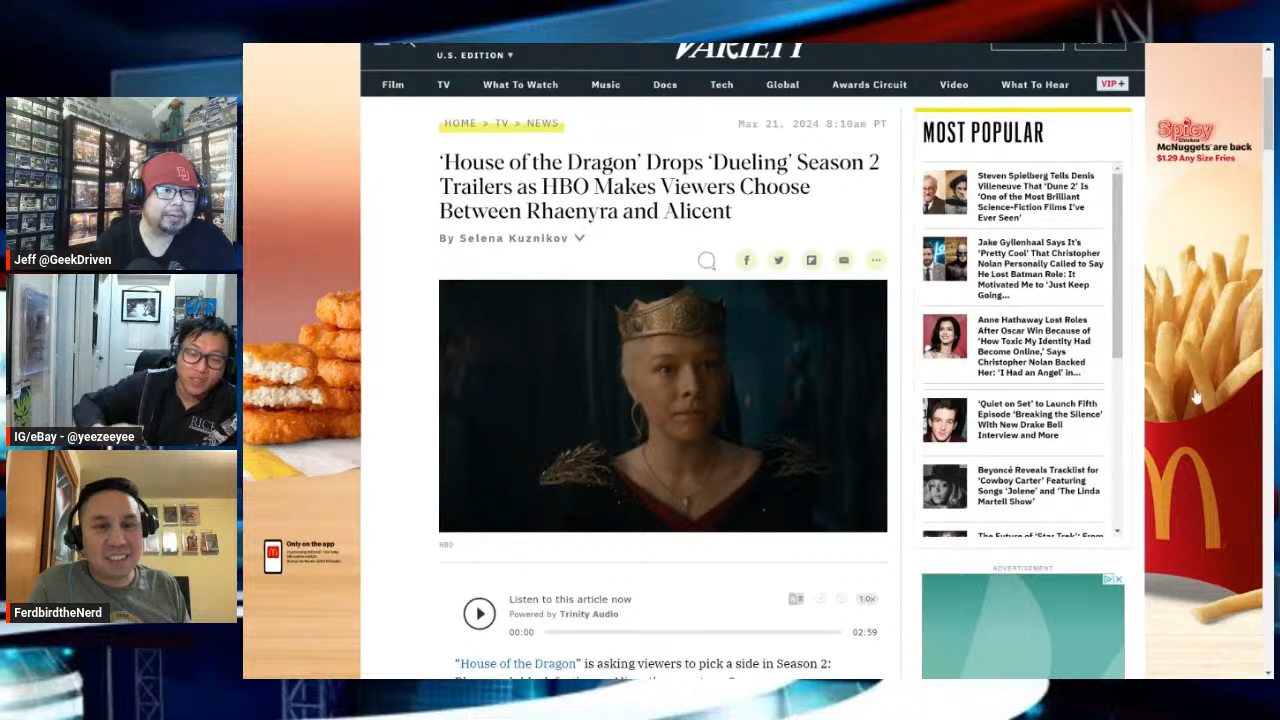 U.S. EDITION ▾
VARIETY
Film TV What To Watch Music Docs Tech Global Awards Circuit Video What To Hear VIP+
HOME > TV > NEWS
Mar 21, 2024 8:10am PT
‘House of the Dragon’ Drops ‘Dueling’ Season 2
Trailers as HBO Makes Viewers Choose
Between Rhaenyra and Alicent
By Selena Kuznikov
HBO
Listen to this article now
Powered by Trinity Audio
1.0x
00:00
02:59
“House of the Dragon” is asking viewers to pick a side in Season 2:
MOST POPULAR
Steven Spielberg Tells Denis
Villeneuve That ‘Dune 2’ Is
‘One of the Most Brilliant
Science-Fiction Films I’ve
Ever Seen’
Jake Gyllenhaal Says It’s
‘Pretty Cool’ That Christopher
Nolan Personally Called to Say
He Lost Batman Role: It
Motivated Me to ‘Just Keep
Going...
Anne Hathaway Lost Roles
After Oscar Win Because of
‘How Toxic My Identity Had
Become Online,’ Says
Christopher Nolan Backed
Her: ‘I Had an Angel’ in...
‘Quiet on Set’ to Launch Fifth
Episode ‘Breaking the Silence’
With New Drake Bell
Interview and More
Beyoncé Reveals Tracklist for
‘Cowboy Carter’ Featuring
Songs ‘Jolene’ and ‘The Linda
Martell Show’
The Future of ‘Star Trek’: From
ADVERTISEMENT
Spicy
Chicken
McNuggets are back
$1.29 Any Size Fries
Only on the app
Jeff @GeekDriven
IG/eBay - @yeezeeyee
FerdbirdtheNerd